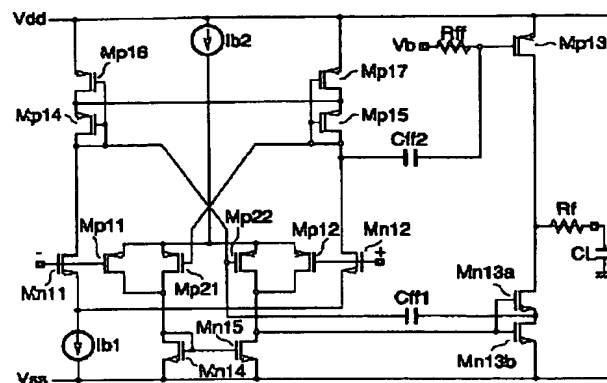 Vdd
Mp16
Ib2
Vb
Rff
Mp13
Mp17
Mp14
Mp15
Cff2
Mp11
Mp22
Mp12
Mn12
Rf
-
+
CL
Mn11
Mp21
Mn13a
Cff1
Mn15
Ib1
Mn14
Mn13b
Vss